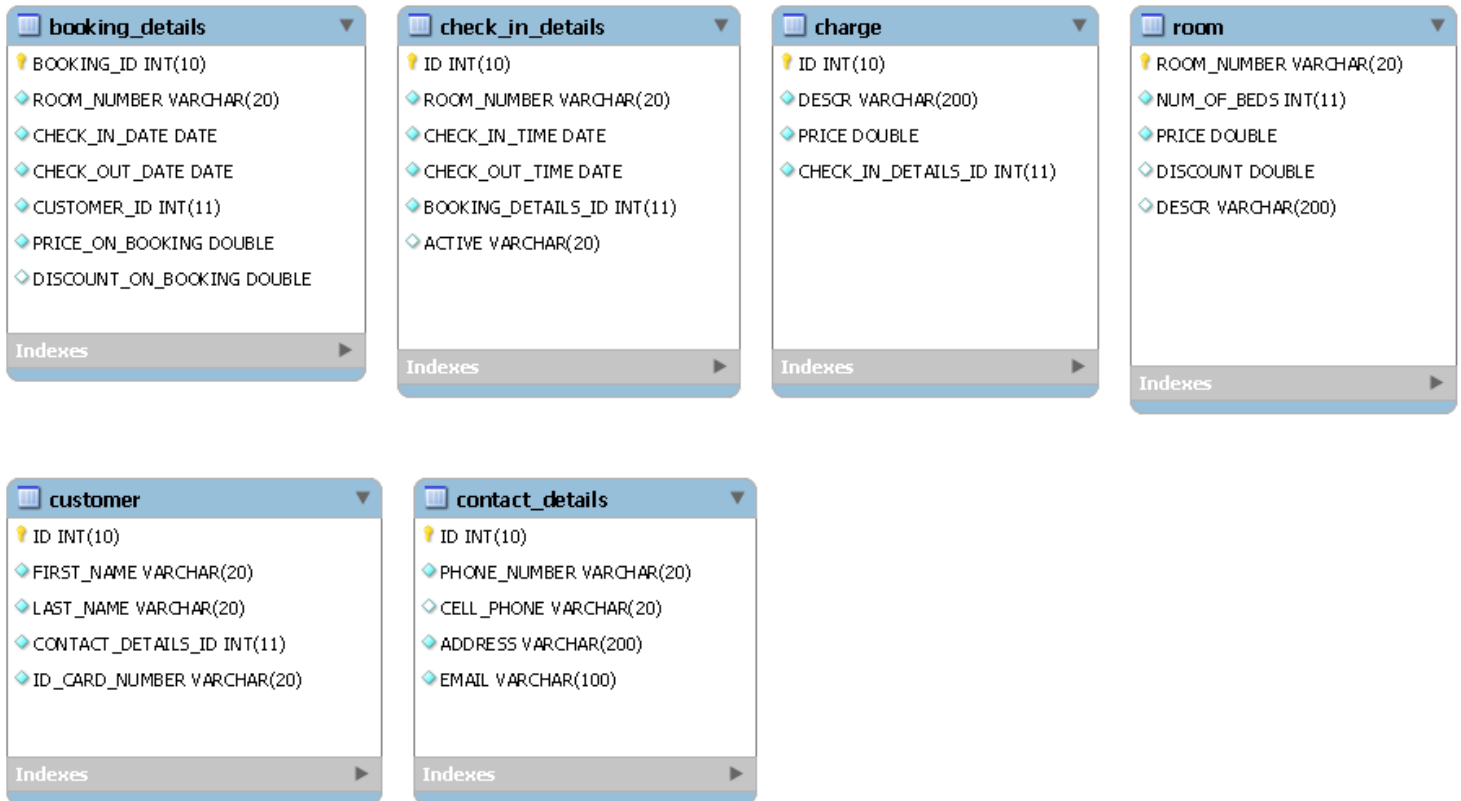 booking_details
BOOKING_ID INT(10)
ROOM_NUMBER VARCHAR(20)
CHECK_IN_DATE DATE
CHECK_OUT_DATE DATE
CUSTOMER_ID INT(11)
PRICE_ON_BOOKING DOUBLE
DISCOUNT_ON_BOOKING DOUBLE
Indexes
check_in_details
ID INT(10)
ROOM_NUMBER VARCHAR(20)
CHECK_IN_TIME DATE
CHECK_OUT_TIME DATE
BOOKING_DETAILS_ID INT(11)
ACTIVE VARCHAR(20)
Indexes
charge
ID INT(10)
DESCR VARCHAR(200)
PRICE DOUBLE
CHECK_IN_DETAILS_ID INT(11)
Indexes
room
ROOM_NUMBER VARCHAR(20)
NUM_OF_BEDS INT(11)
PRICE DOUBLE
DISCOUNT DOUBLE
DESCR VARCHAR(200)
Indexes
customer
ID INT(10)
FIRST_NAME VARCHAR(20)
LAST_NAME VARCHAR(20)
CONTACT_DETAILS_ID INT(11)
ID_CARD_NUMBER VARCHAR(20)
Indexes
contact_details
ID INT(10)
PHONE_NUMBER VARCHAR(20)
CELL_PHONE VARCHAR(20)
ADDRESS VARCHAR(200)
EMAIL VARCHAR(100)
Indexes